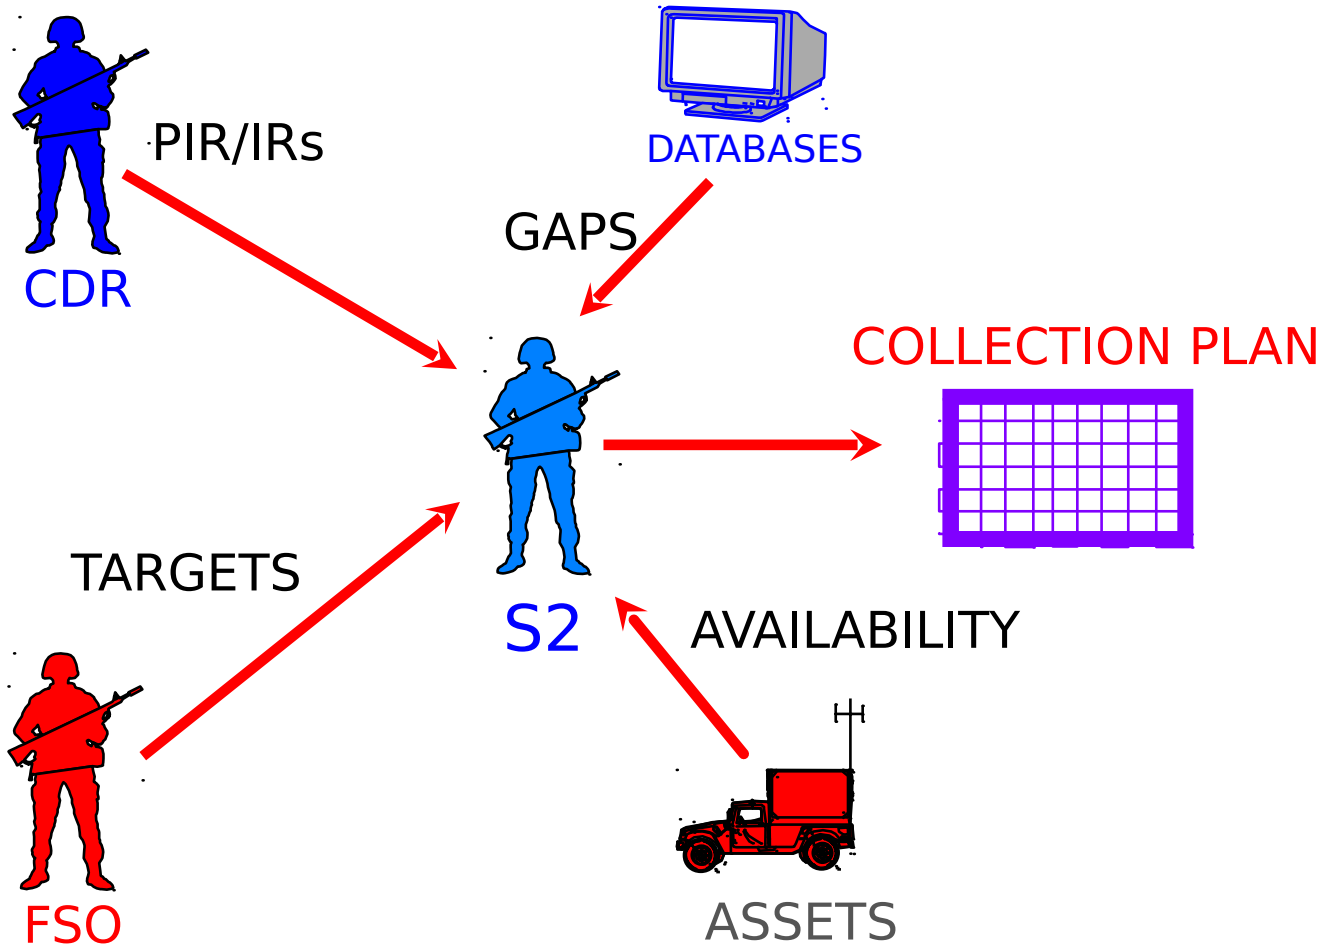 PIR/IRs
DATABASES
GAPS
CDR
COLLECTION PLAN
TARGETS
S2
AVAILABILITY
FSO
ASSETS